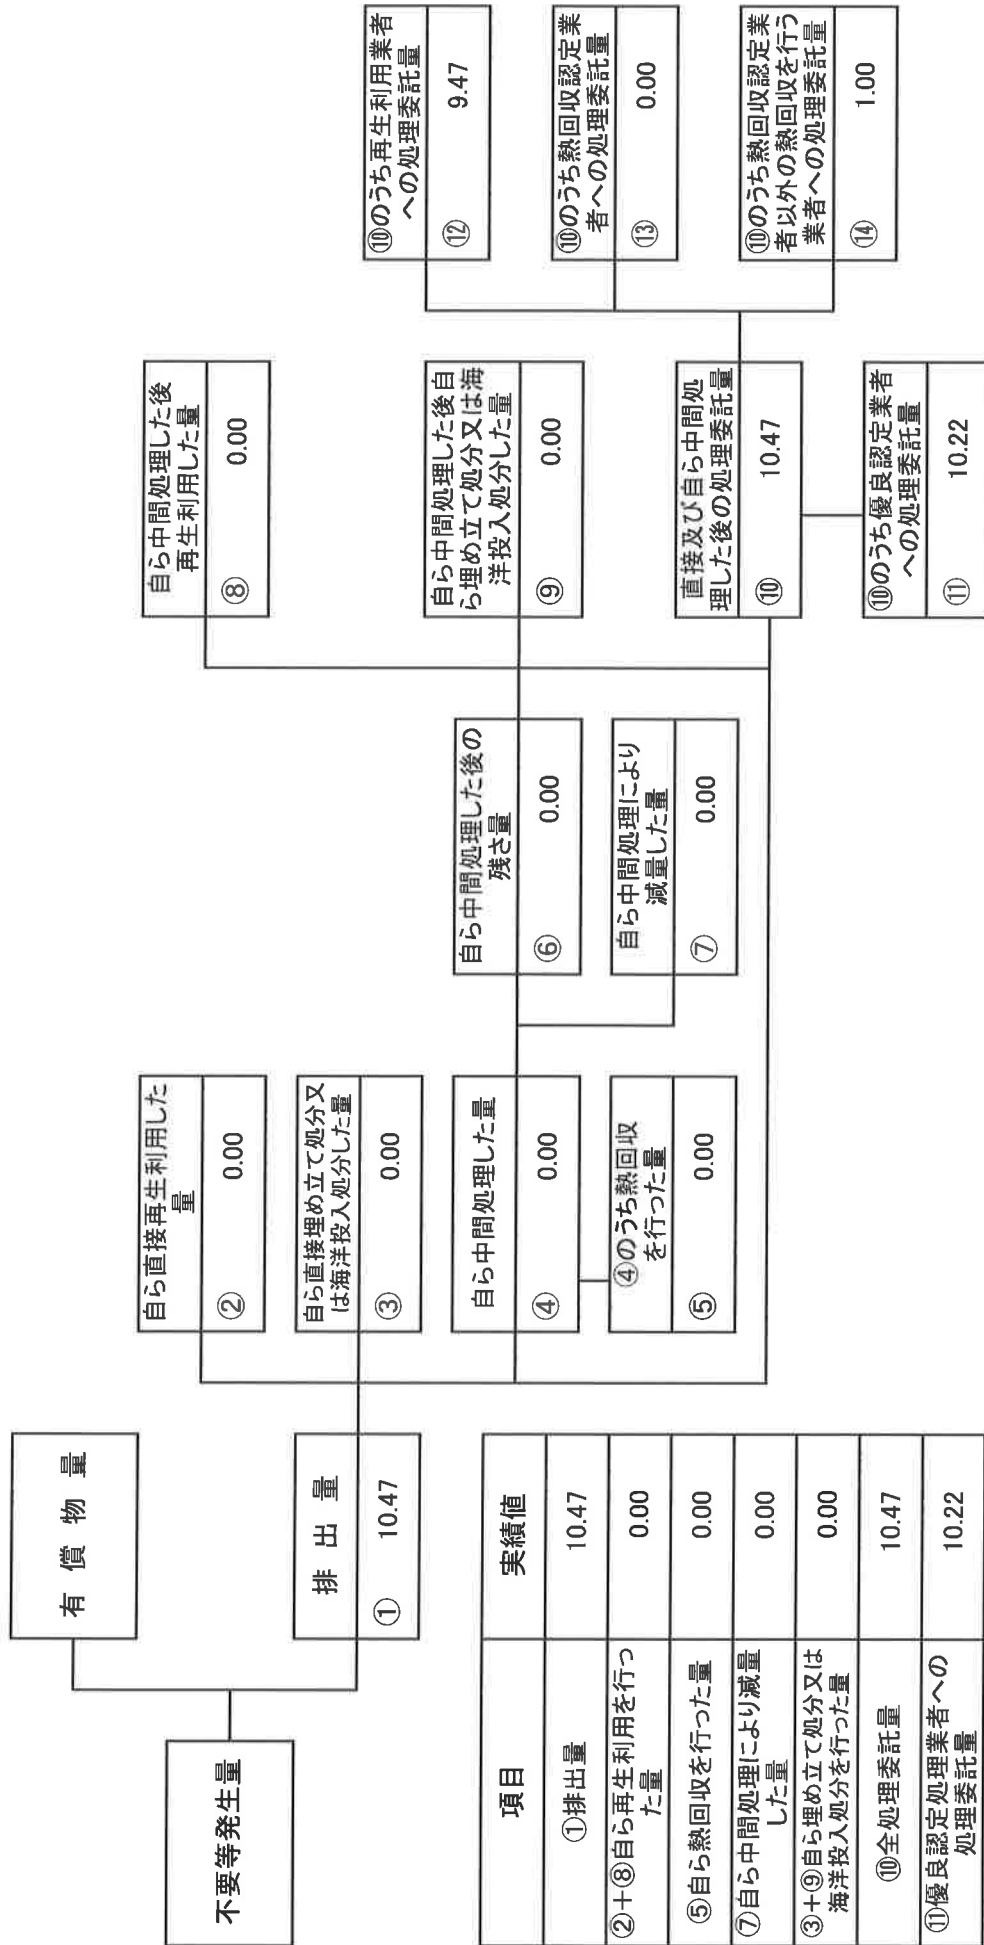 不要等発生量
有 償 物 量
排 出 量
① 10.47
自ら直接再生利用した
量
② 0.00
自ら直接埋め立て処分又
は海洋投入処分した量
③ 0.00
自ら中間処理した量
④ 0.00
④のうち熱回収
を行った量
⑤ 0.00
自ら中間処理した後の
残さ量
⑥ 0.00
自ら中間処理により
減量した量
⑦ 0.00
自ら中間処理した後
再生利用した量
⑧ 0.00
自ら中間処理した後自
ら埋め立て処分又は海
洋投入処分した量
⑨ 0.00
直接及び自ら中間処
理した後の処理委託量
⑩ 10.47
⑩のうち優良認定業者
への処理委託量
⑪ 10.22
⑩のうち再生利用業者
への処理委託量
⑫ 9.47
⑩のうち熱回収認定業
者への処理委託量
⑬ 0.00
⑩のうち熱回収認定業
者以外の熱回収を行う
業者への処理委託量
⑭ 1.00
項目 実績値
①排出量 10.47
②+⑧自ら再生利用を行っ
た量 0.00
⑤自ら熱回収を行った量 0.00
⑦自ら中間処理により減量
した量 0.00
③+⑨自ら埋め立て処分又は
海洋投入処分を行った量 0.00
⑩全処理委託量 10.47
⑪優良認定処理業者への
処理委託量 10.22